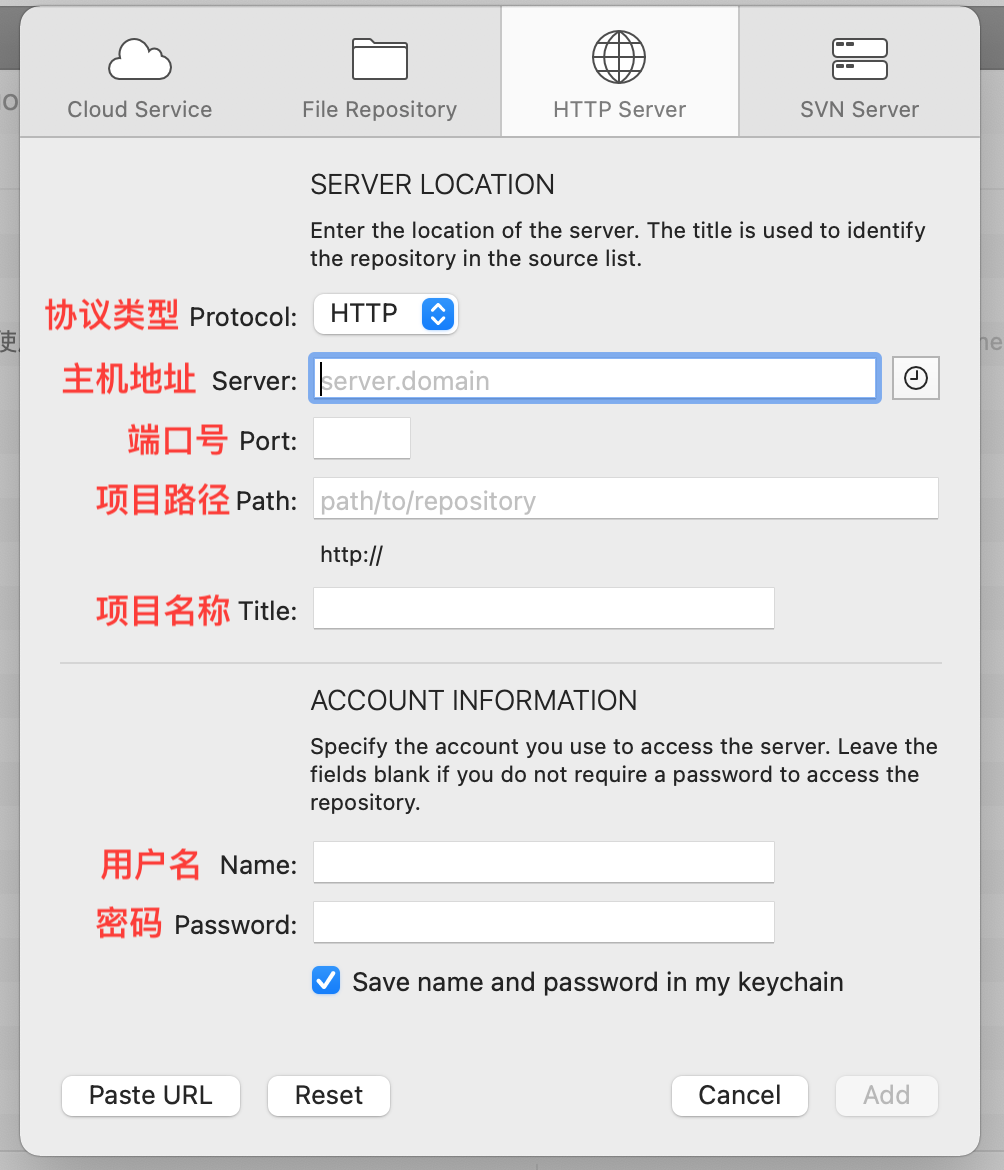 Cloud Service
File Repository
HTTP Server
SVN Server
SERVER LOCATION
Enter the location of the server. The title is used to identify
the repository in the source list.
协议类型 Protocol: HTTP
主机地址 Server: server.domain
端口号 Port:
项目路径 Path: path/to/repository
http://
项目名称 Title:
ACCOUNT INFORMATION
Specify the account you use to access the server. Leave the
fields blank if you do not require a password to access the
repository.
用户名 Name:
密码 Password:
Save name and password in my keychain
Paste URL
Reset
Cancel
Add